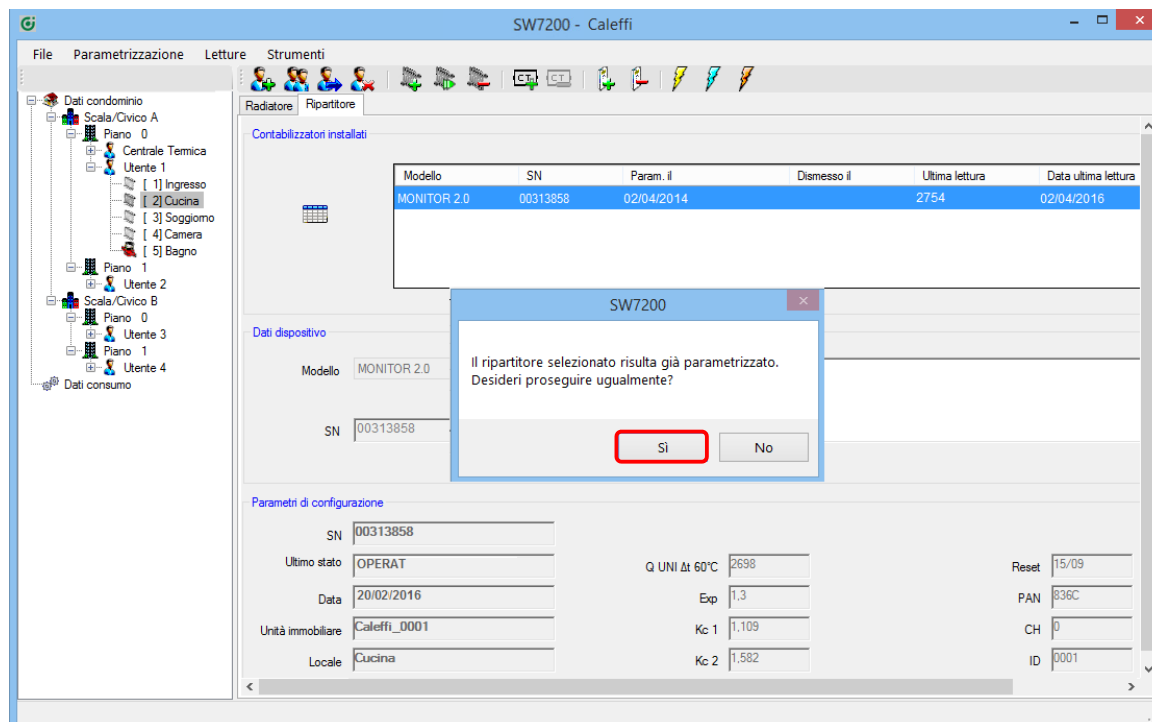 SW7200 - Caleffi
File Parametrizzazione Letture Strumenti
Dati condominio
Scala/Civico A
Piano 0
Centrale Termica
Utente 1
[ 1] Ingresso
[ 2] Cucina
[ 3] Soggiorno
[ 4] Camera
[ 5] Bagno
Piano 1
Utente 2
Scala/Civico B
Piano 0
Utente 3
Piano 1
Utente 4
Dati consumo
CT CT
Radiatore Ripartitore
Contabilizzatori installati
Modello SN Param. il Dismesso il Ultima lettura Data ultima lettura
MONITOR 2.0 00313858 02/04/2014 2754 02/04/2016
SW7200
Il ripartitore selezionato risulta già parametrizzato.
Desideri proseguire ugualmente?
Sì No
Dati dispositivo
Modello MONITOR 2.0
SN 00313858
Parametri di configurazione
SN 00313858
Ultimo stato OPERAT Q UNI Δt 60°C 2698 Reset 15/09
Data 20/02/2016 Exp 1,3 PAN 836C
Unità immobiliare Caleffi_0001 Kc 1 1,109 CH 0
Locale Cucina Kc 2 1,582 ID 0001